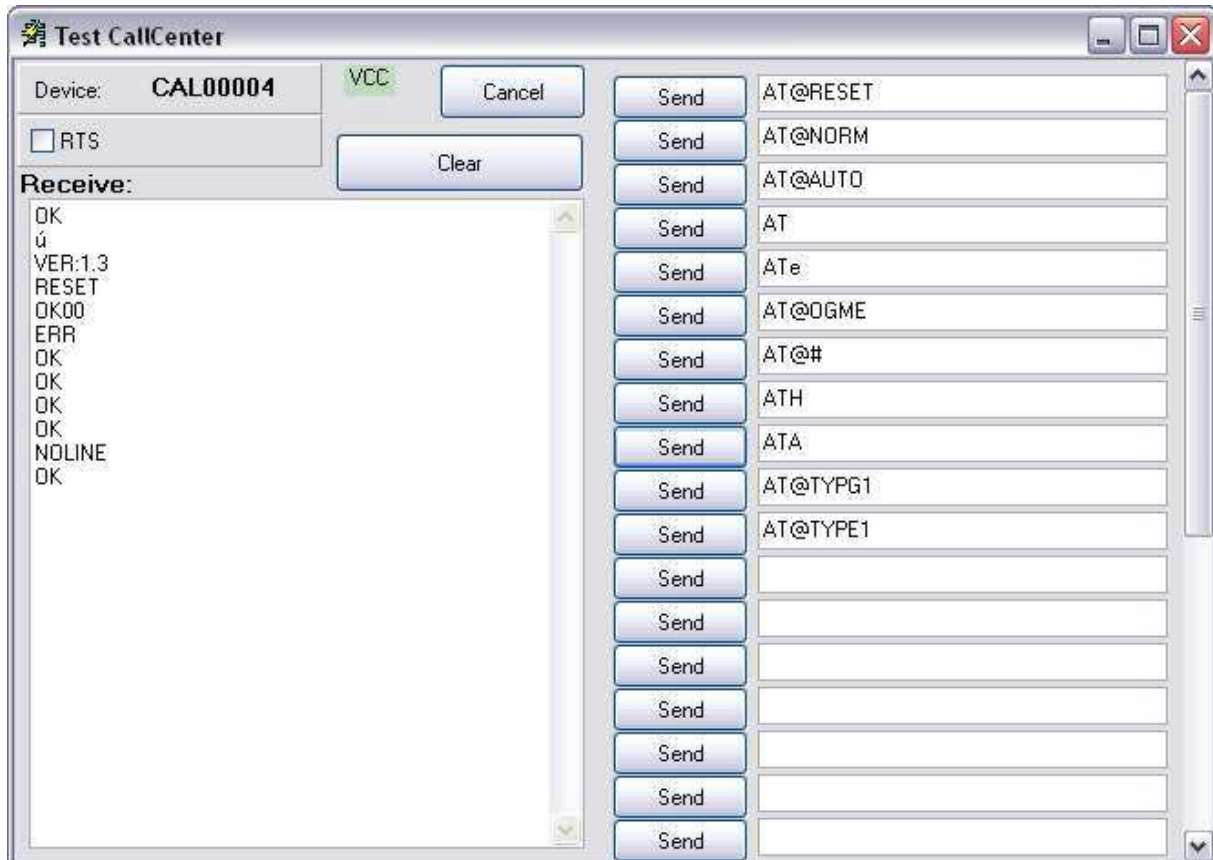 Test CallCenter
Device: CAL00004
VCC
Cancel
RTS
Clear
Receive:
OK
ú
VER:1.3
RESET
OK00
ERR
OK
OK
OK
OK
NOLINE
OK
Send AT@RESET
Send AT@NORM
Send AT@AUTO
Send AT
Send ATe
Send AT@OGME
Send AT@#
Send ATH
Send ATA
Send AT@TYPG1
Send AT@TYPE1
Send
Send
Send
Send
Send
Send
Send